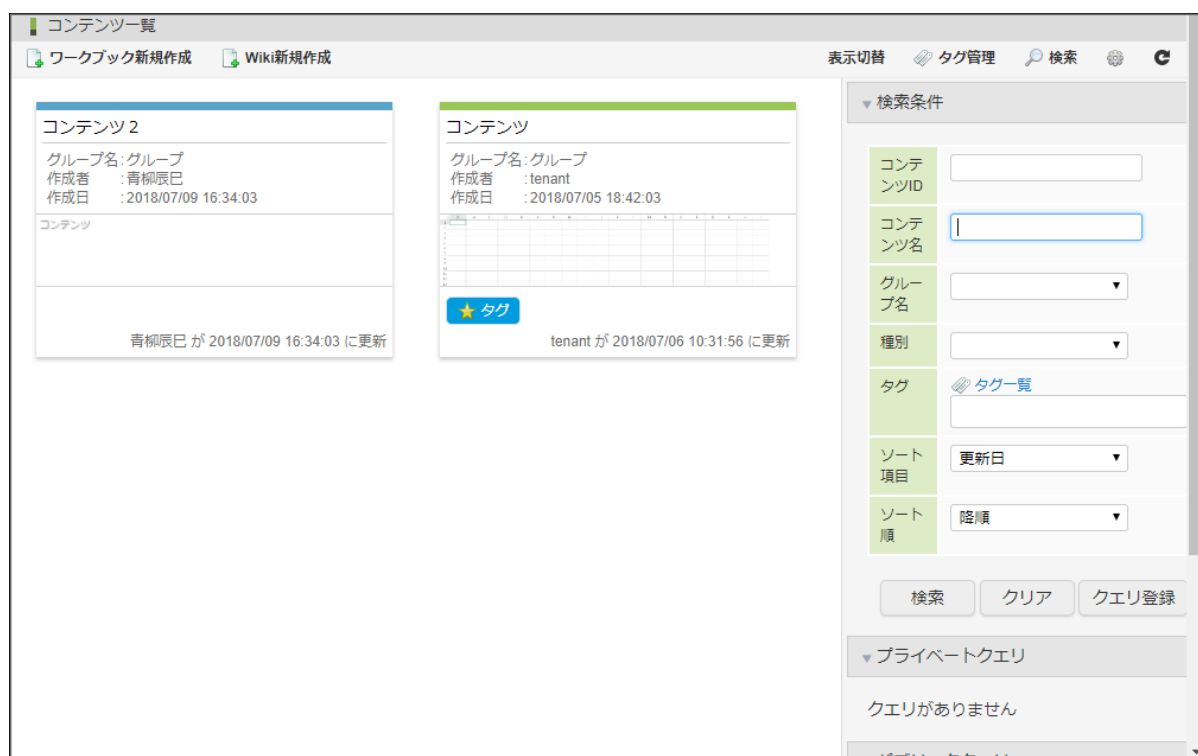 コンテンツ一覧
ワークブック新規作成 Wiki新規作成 表示切替 タグ管理 検索
コンテンツ2
グループ名:グループ
作成者 :青柳辰巳
作成日 :2018/07/09 16:34:03
コンテンツ
青柳辰巳 が 2018/07/09 16:34:03 に更新
コンテンツ
グループ名:グループ
作成者 :tenant
作成日 :2018/07/05 18:42:03
タグ
tenant が 2018/07/06 10:31:56 に更新
検索条件
コンテ
ンツID
コンテ
ンツ名
グルー
プ名
種別
タグ タグ一覧
ソート
項目
更新日
ソート
順
降順
検索 クリア クエリ登録
プライベートクエリ
クエリがありません